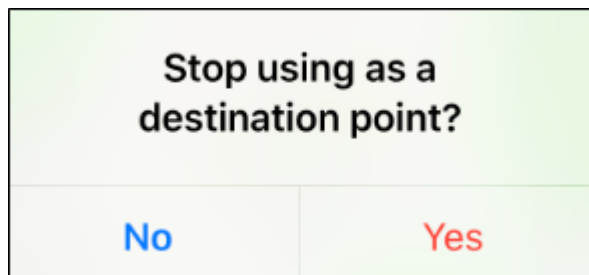 Stop using as a
destination point?
No
Yes